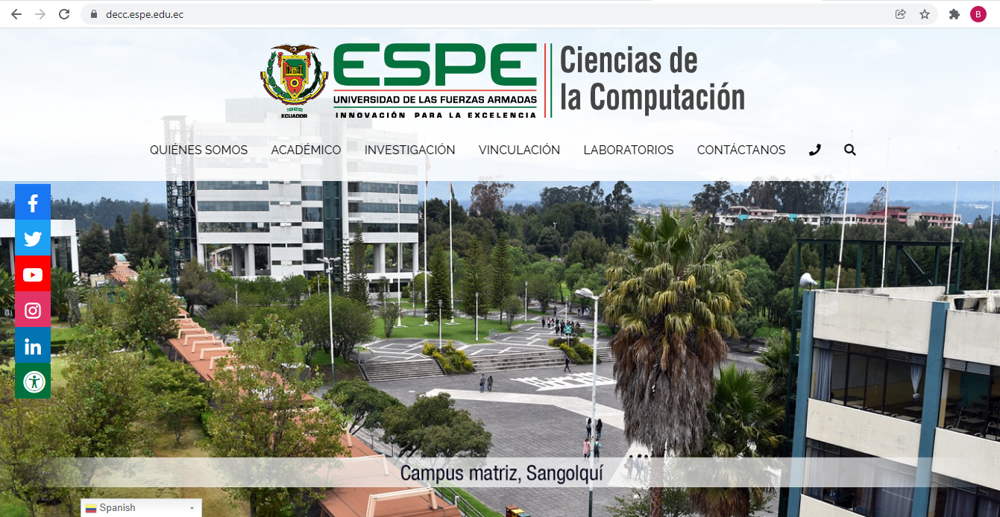 decc.espe.edu.ec
B
ESPE
UNIVERSIDAD DE LAS FUERZAS ARMADAS
INNOVACIÓN PARA LA EXCELENCIA
1922
ECUADOR
Ciencias de
la Computación
QUIÉNES SOMOS ACADÉMICO INVESTIGACIÓN VINCULACIÓN LABORATORIOS CONTÁCTANOS
Campus matriz, Sangolquí
Spanish